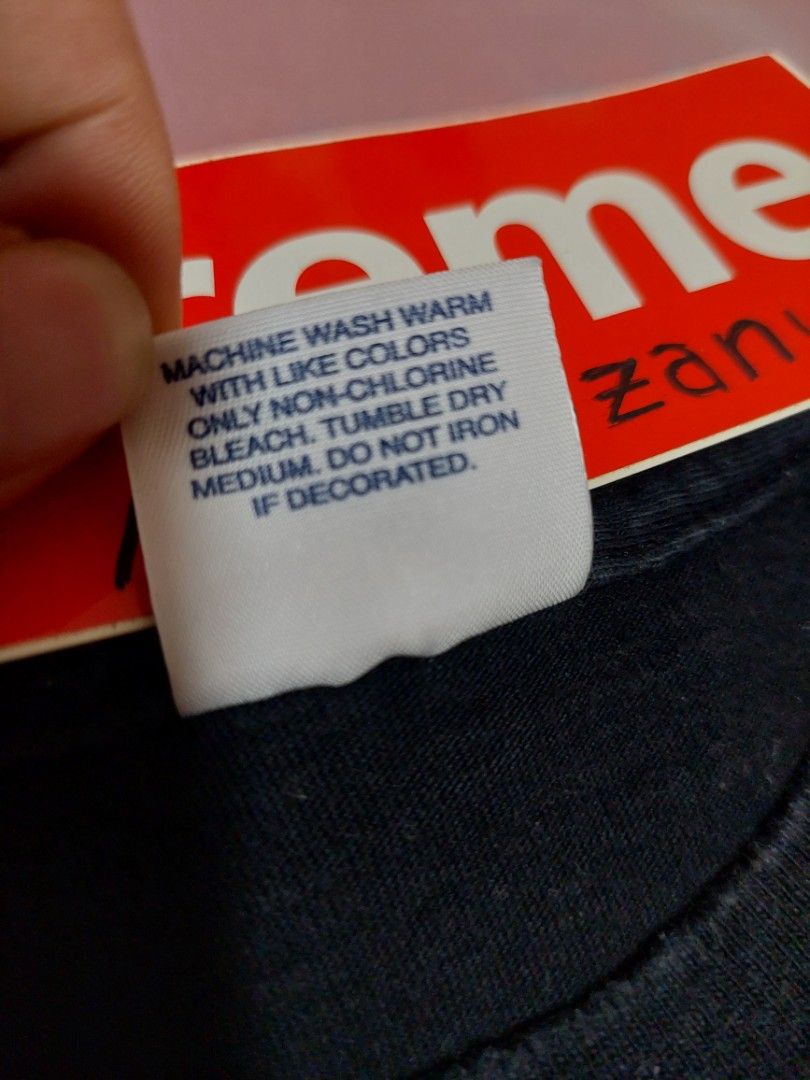 reme
zan
MACHINE WASH WARM
WITH LIKE COLORS
ONLY NON-CHLORINE
BLEACH. TUMBLE DRY
MEDIUM. DO NOT IRON
IF DECORATED.